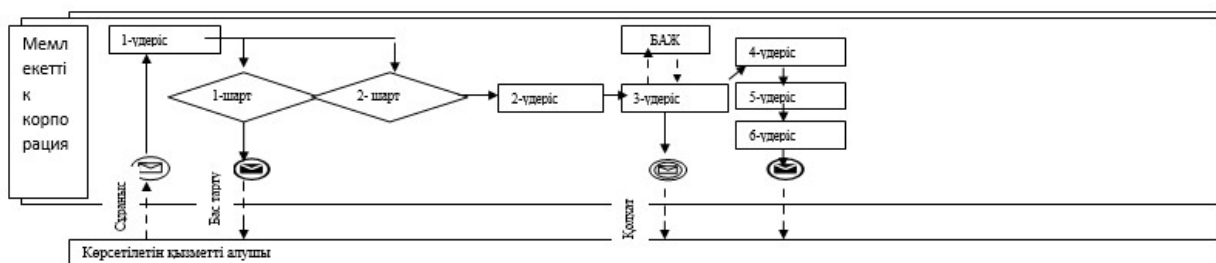 Мемл
екетті
к
корпо
рация
1-үдеріс
БАЖ
4-үдеріс
1-шарт
2- шарт
2-үдеріс
3-үдеріс
5-үдеріс
6-үдеріс
Сұраныс
Бас тарту
Қолхат
Көрсетілетін қызметті алушы